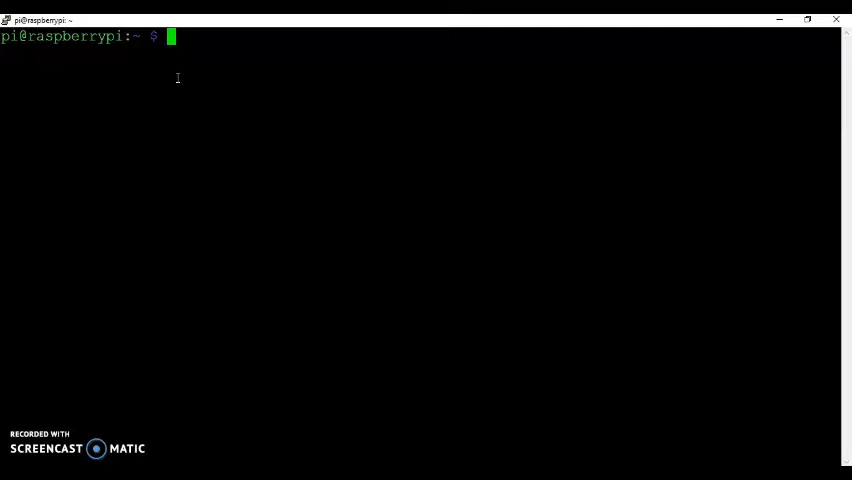 pi@raspberrypi: ~
pi@raspberrypi:~ $
RECORDED WITH
SCREENCAST MATIC